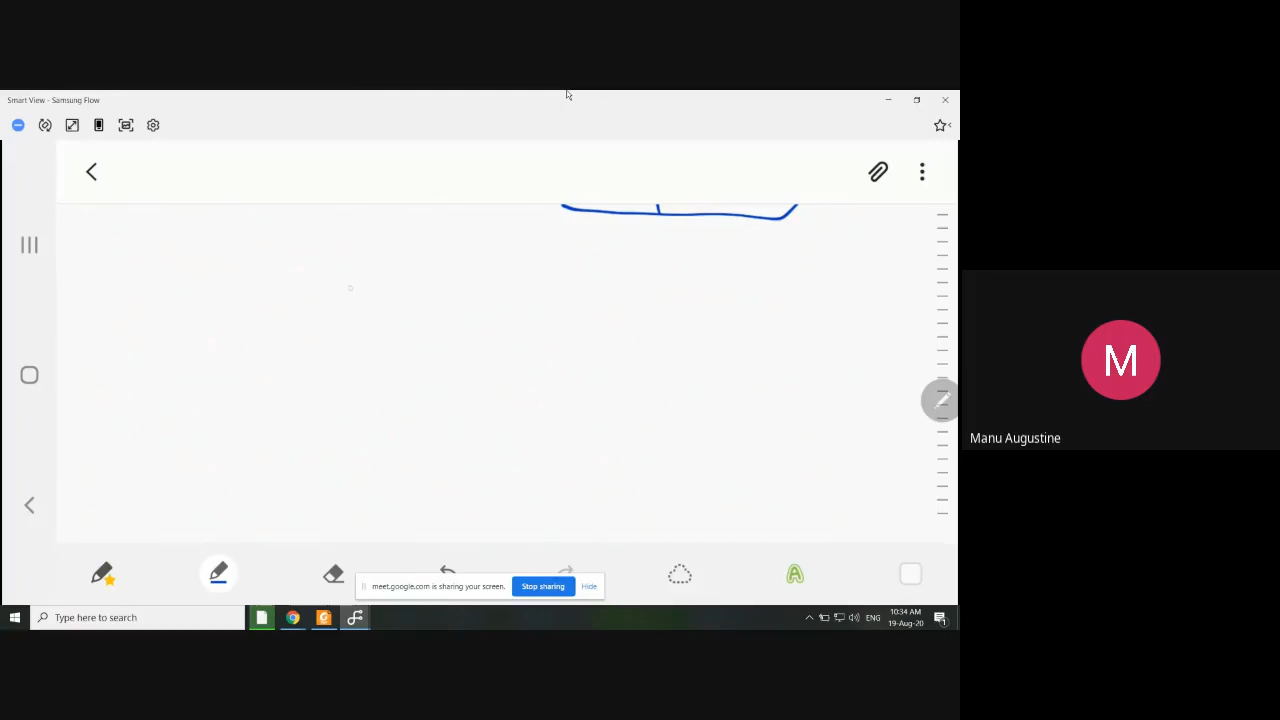 Smart View - Samsung Flow
A
meet.google.com is sharing your screen. Stop sharing Hide
Type here to search
ENG
10:34 AM
19-Aug-20
1
M
Manu Augustine